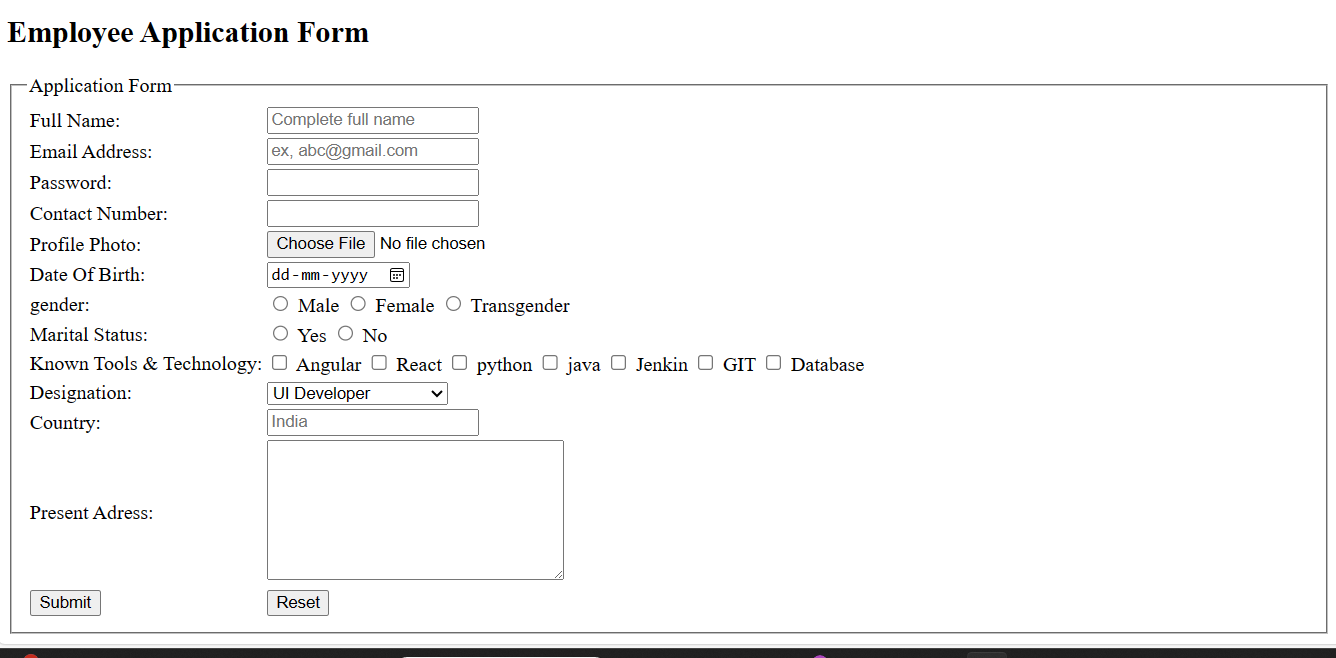 Employee Application Form
Application Form
Full Name: Complete full name
Email Address: ex, abc@gmail.com
Password:
Contact Number:
Profile Photo: Choose File No file chosen
Date Of Birth: dd-mm-yyyy
gender: Male Female Transgender
Marital Status: Yes No
Known Tools & Technology: Angular React python java Jenkin GIT Database
Designation: UI Developer
Country: India
Present Adress:
Submit Reset